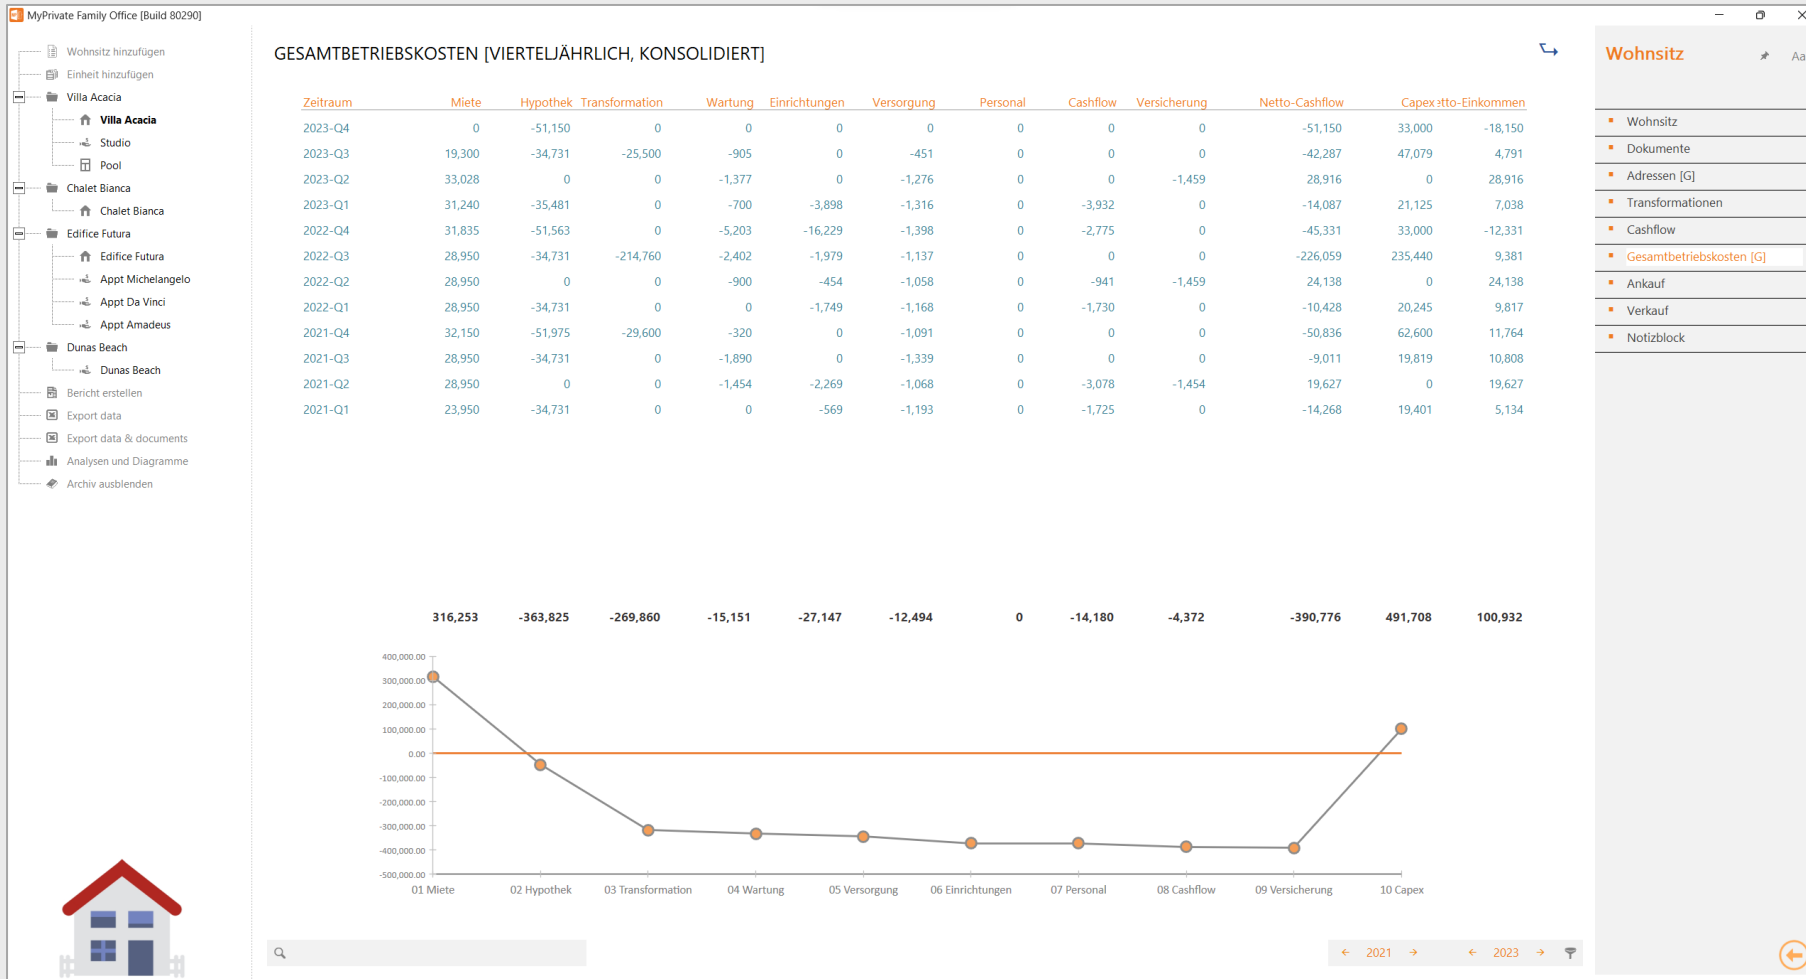 MyPrivate Family Office [Build 80290]
Wohnsitz hinzufügen
Einheit hinzufügen
Villa Acacia
Villa Acacia
Studio
Pool
Chalet Bianca
Chalet Bianca
Edifice Futura
Edifice Futura
Appt Michelangelo
Appt Da Vinci
Appt Amadeus
Dunas Beach
Dunas Beach
Bericht erstellen
Export data
Export data & documents
Analysen und Diagramme
Archiv ausblenden
GESAMTBETRIEBSKOSTEN [VIERTELJÄHRLICH, KONSOLIDIERT]
Zeitraum Miete Hypothek Transformation Wartung Einrichtungen Versorgung Personal Cashflow Versicherung Netto-Cashflow Capex etto-Einkommen
2023-Q4 0 -51,150 0 0 0 0 0 0 0 -51,150 33,000 -18,150
2023-Q3 19,300 -34,731 -25,500 -905 0 -451 0 0 0 -42,287 47,079 4,791
2023-Q2 33,028 0 0 -1,377 0 -1,276 0 0 -1,459 28,916 0 28,916
2023-Q1 31,240 -35,481 0 -700 -3,898 -1,316 0 -3,932 0 -14,087 21,125 7,038
2022-Q4 31,835 -51,563 0 -5,203 -16,229 -1,398 0 -2,775 0 -45,331 33,000 -12,331
2022-Q3 28,950 -34,731 -214,760 -2,402 -1,979 -1,137 0 0 0 -226,059 235,440 9,381
2022-Q2 28,950 0 0 -900 -454 -1,058 0 -941 -1,459 24,138 0 24,138
2022-Q1 28,950 -34,731 0 0 -1,749 -1,168 0 -1,730 0 -10,428 20,245 9,817
2021-Q4 32,150 -51,975 -29,600 -320 0 -1,091 0 0 0 -50,836 62,600 11,764
2021-Q3 28,950 -34,731 0 -1,890 0 -1,339 0 0 0 -9,011 19,819 10,808
2021-Q2 28,950 0 0 -1,454 -2,269 -1,068 0 -3,078 -1,454 19,627 0 19,627
2021-Q1 23,950 -34,731 0 0 -569 -1,193 0 -1,725 0 -14,268 19,401 5,134
316,253 -363,825 -269,860 -15,151 -27,147 -12,494 0 -14,180 -4,372 -390,776 491,708 100,932
400,000.00
300,000.00
200,000.00
100,000.00
0.00
-100,000.00
-200,000.00
-300,000.00
-400,000.00
-500,000.00
01 Miete 02 Hypothek 03 Transformation 04 Wartung 05 Versorgung 06 Einrichtungen 07 Personal 08 Cashflow 09 Versicherung 10 Capex
2021 2023
Wohnsitz Aa
Wohnsitz
Dokumente
Adressen [G]
Transformationen
Cashflow
Gesamtbetriebskosten [G]
Ankauf
Verkauf
Notizblock